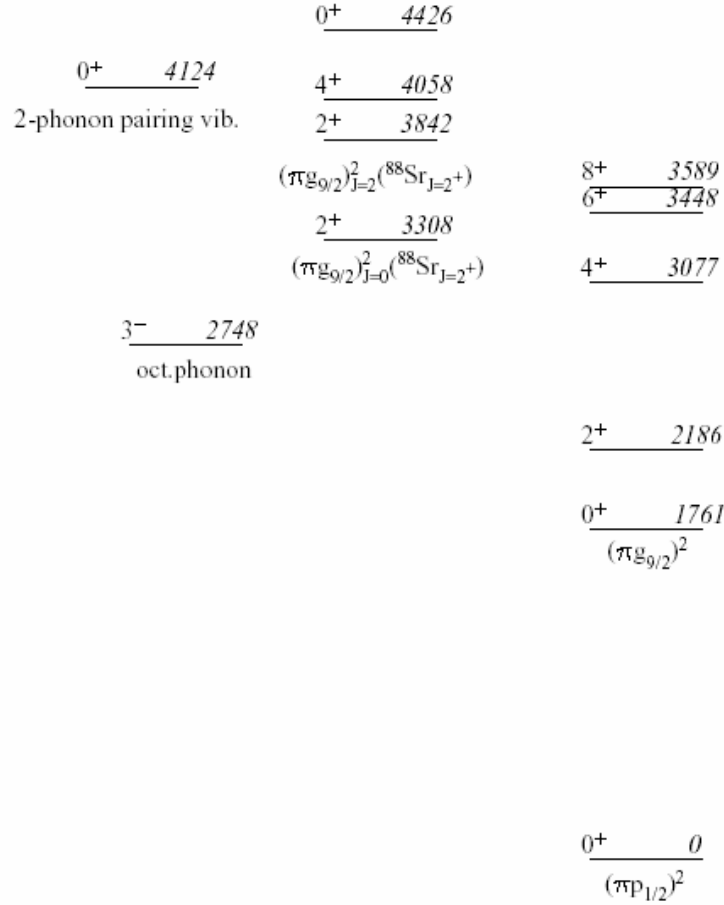 0⁺ 4426
0⁺ 4124
2-phonon pairing vib.
4⁺ 4058
2⁺ 3842
(πg₉/₂)²J=2(⁸⁸SrJ=2⁺)
2⁺ 3308
(πg₉/₂)²J=0(⁸⁸SrJ=2⁺)
3⁻ 2748
oct.phonon
8⁺ 3589
6⁺ 3448
4⁺ 3077
2⁺ 2186
0⁺ 1761
(πg₉/₂)²
0⁺ 0
(πp₁/₂)²